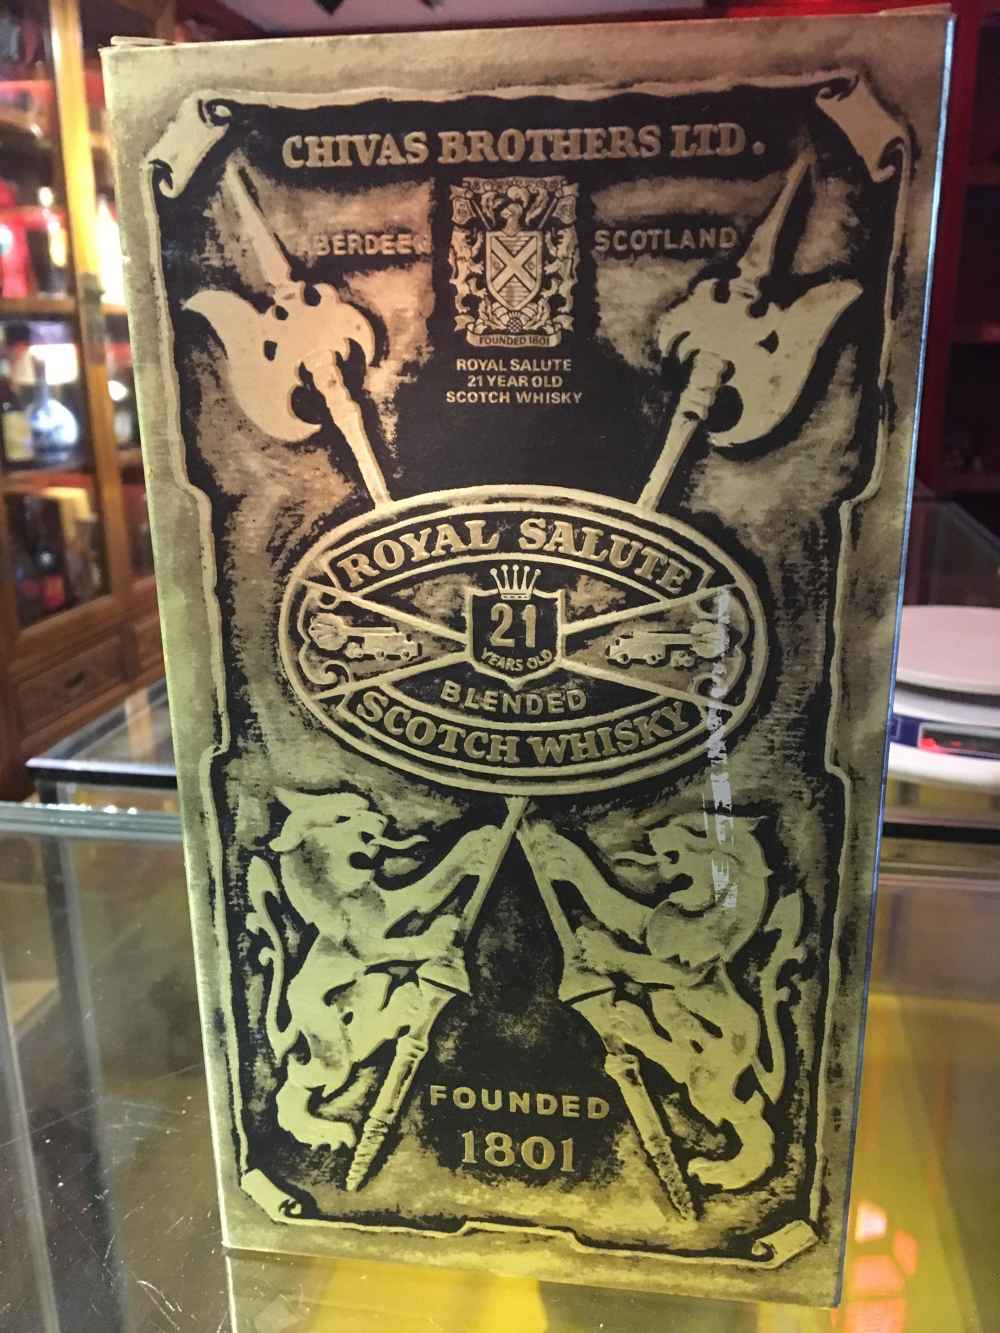 CHIVAS BROTHERS LTD.
ABERDEEN SCOTLAND
FOUNDED 1801
ROYAL SALUTE
21 YEAR OLD
SCOTCH WHISKY
ROYAL SALUTE
21
YEARS OLD
BLENDED
SCOTCH WHISKY
FOUNDED
1801